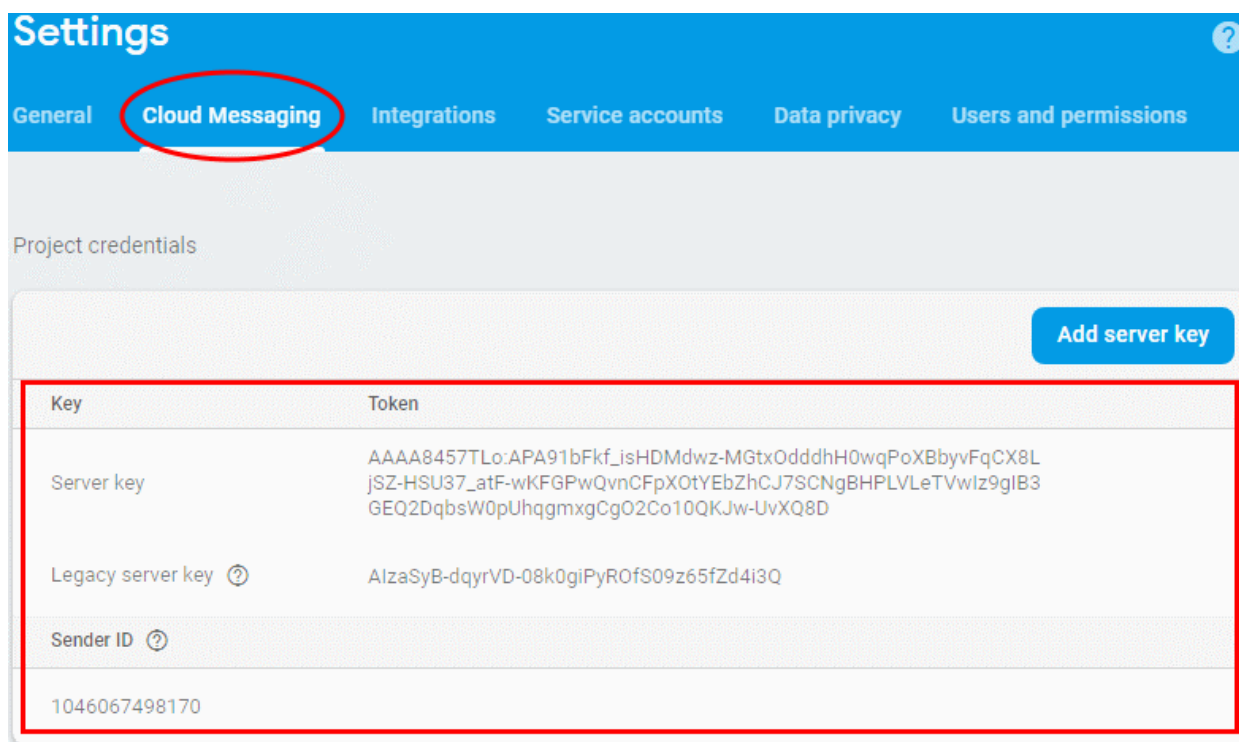 Settings
General Cloud Messaging Integrations Service accounts Data privacy Users and permissions
Project credentials
Add server key
Key Token
Server key
AAAA8457TLo:APA91bFkf_isHDMdwz-MGtxOdddhH0wqPoXBbyvFqCX8L
jSZ-HSU37_atF-wKFGPwQvnCFpXOtYEbZhCJ7SCNgBHPLVLeTVwIz9gIB3
GEQ2DqbsW0pUhqgmxgCgO2Co10QKJw-UvXQ8D
Legacy server key AIzaSyB-dqyrVD-08k0giPyROfS09z65fZd4i3Q
Sender ID
1046067498170